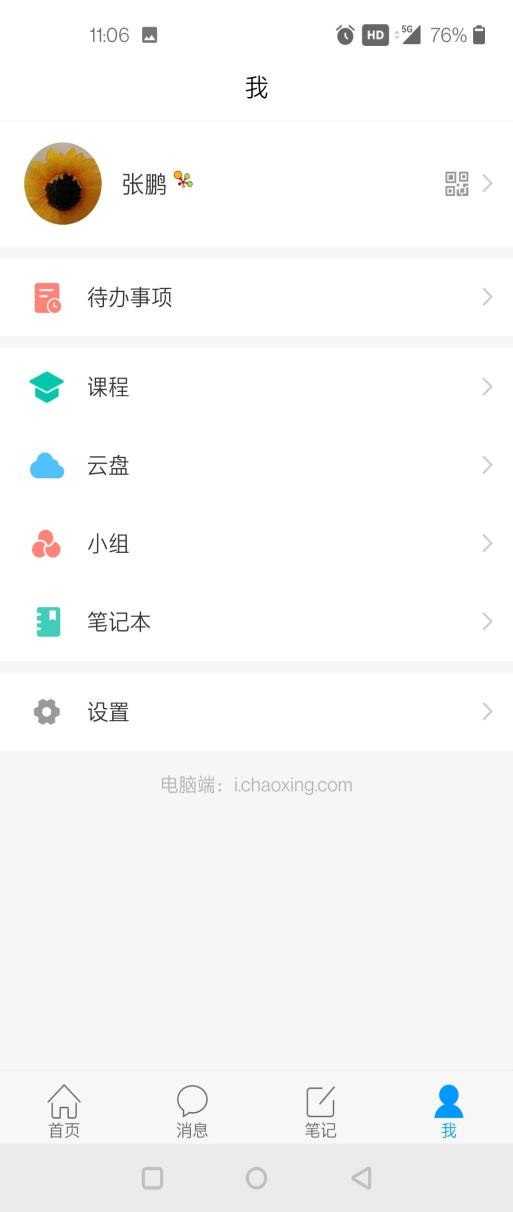 11:06 HD 5G 76%
我
张鹏
待办事项
课程
云盘
小组
笔记本
设置
电脑端：i.chaoxing.com
首页 消息 笔记 我